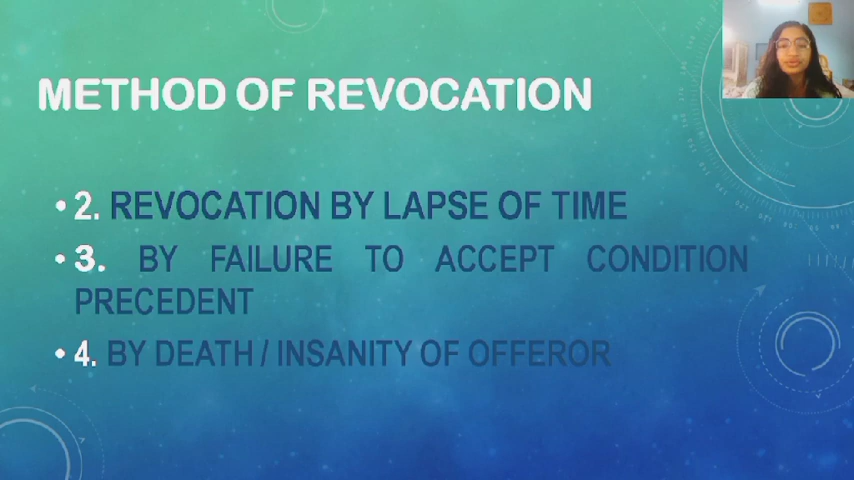 METHOD OF REVOCATION
• 2. REVOCATION BY LAPSE OF TIME
• 3. BY FAILURE TO ACCEPT CONDITION
PRECEDENT
• 4. BY DEATH / INSANITY OF OFFEROR